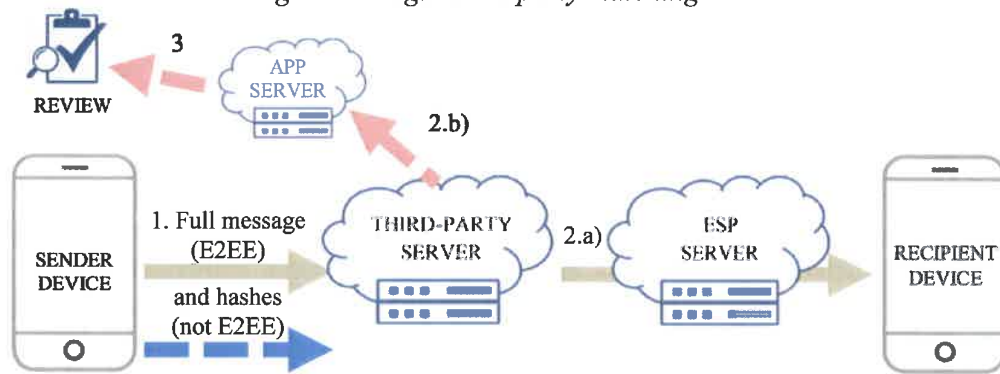 3
APP
SERVER
REVIEW
2.b)
1. Full message
(E2EE)
THIRD-PARTY
SERVER
2.a)
ESP
SERVER
SENDER
DEVICE
RECIPIENT
DEVICE
and hashes
(not E2EE)